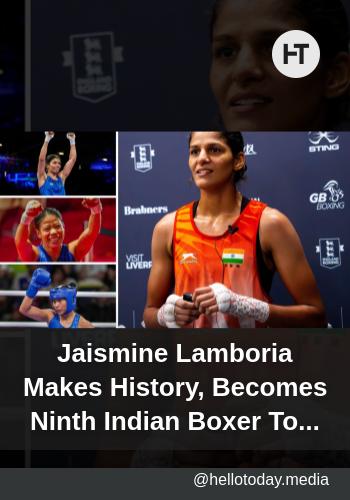 HT
STING
Brabners
GB
BOXING
VISIT
LIVERP
Jaismine Lamboria
Makes History, Becomes
Ninth Indian Boxer To...
@hellotoday.media